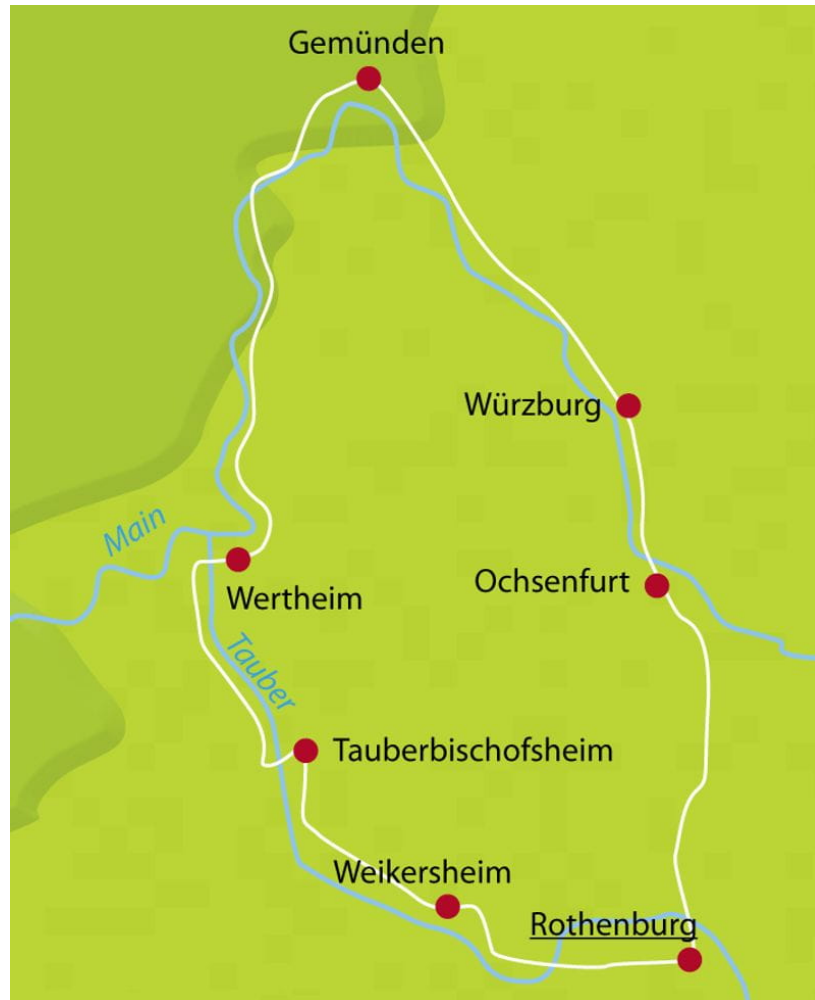 Gemünden
Würzburg
Main
Ochsenfurt
Wertheim
Tauber
Tauberbischofsheim
Weikersheim
Rothenburg